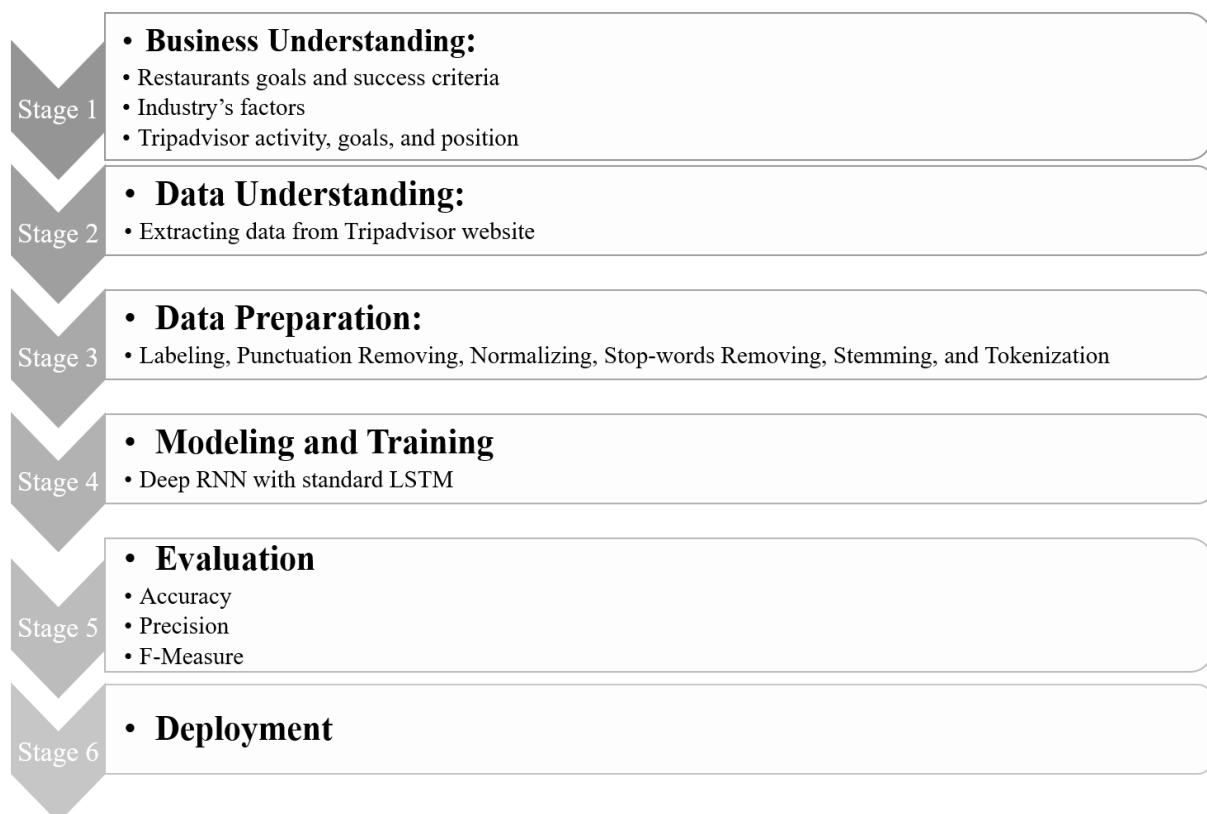 Stage 1
• Business Understanding:
• Restaurants goals and success criteria
• Industry’s factors
• Tripadvisor activity, goals, and position
Stage 2
• Data Understanding:
• Extracting data from Tripadvisor website
Stage 3
• Data Preparation:
• Labeling, Punctuation Removing, Normalizing, Stop-words Removing, Stemming, and Tokenization
Stage 4
• Modeling and Training
• Deep RNN with standard LSTM
Stage 5
• Evaluation
• Accuracy
• Precision
• F-Measure
Stage 6
• Deployment